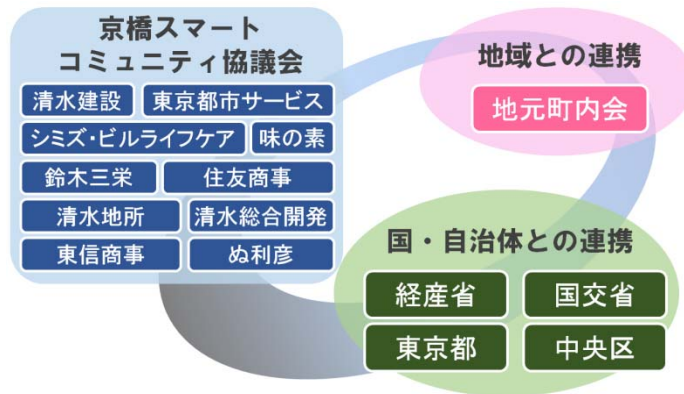 京橋スマート
コミュニティ協議会
清水建設 東京都市サービス
シミズ・ビルライフケア 味の素
鈴木三栄 住友商事
清水地所 清水総合開発
東信商事 ぬ利彦
地域との連携
地元町内会
国・自治体との連携
経産省 国交省
東京都 中央区